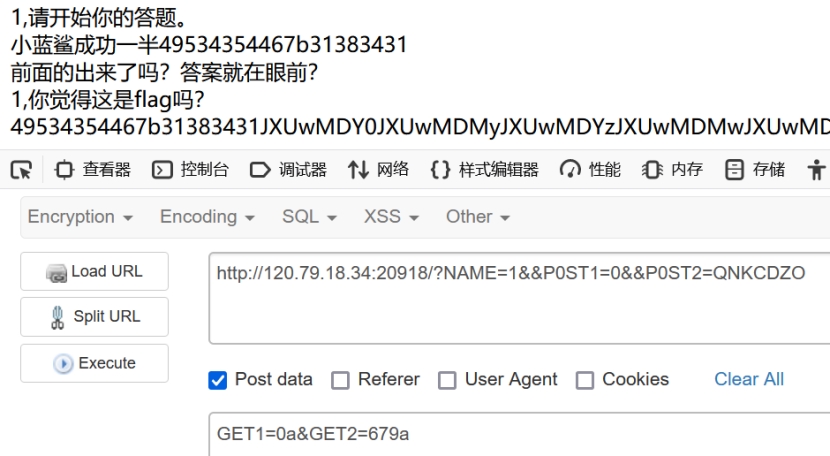 1,请开始你的答题。
小蓝鲨成功一半49534354467b31383431
前面的出来了吗？答案就在眼前？
1,你觉得这是flag吗？
49534354467b31383431JXUwMDY0JXUwMDMyJXUwMDYzJXUwMDMwJXUwMD
查看器 控制台 调试器 网络 样式编辑器 性能 内存 存储
Encryption Encoding SQL XSS Other
Load URL
http://120.79.18.34:20918/?NAME=1&&P0ST1=0&&P0ST2=QNKCDZO
Split URL
Execute
Post data Referer User Agent Cookies Clear All
GET1=0a&GET2=679a